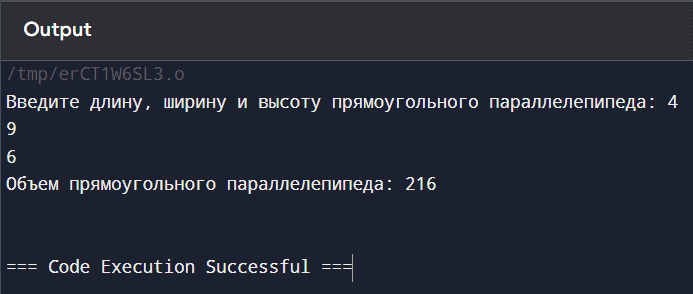 Output
/tmp/erCT1W6SL3.o
Введите длину, ширину и высоту прямоугольного параллелепипеда: 4
9
6
Объем прямоугольного параллелепипеда: 216
=== Code Execution Successful ===